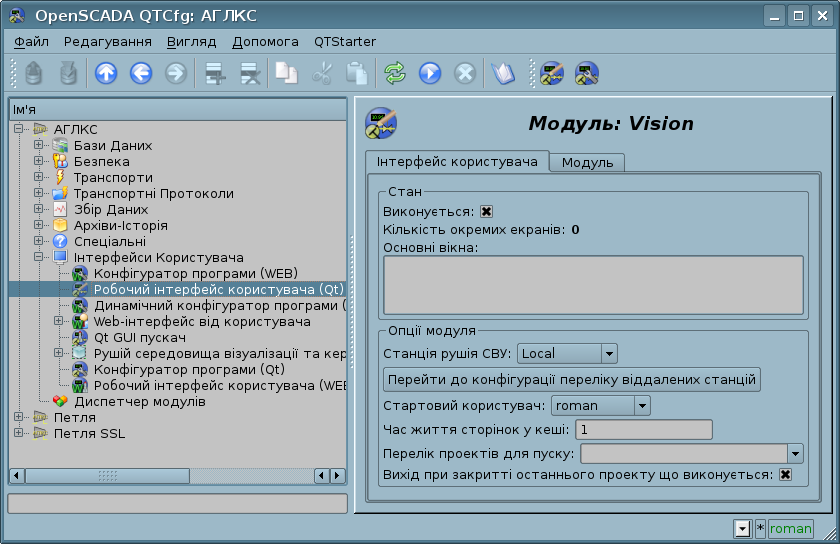 OpenSCADA QTCfg: АГЛКС
Файл Редагування Вигляд Допомога QTStarter
Ім'я
АГЛКС
Бази Даних
Безпека
Транспорти
Транспортні Протоколи
Збір Даних
Архіви-Історія
Спеціальні
Інтерфейси Користувача
Конфігуратор програми (WEB)
Робочий інтерфейс користувача (Qt)
Динамічний конфігуратор програми (
Web-інтерфейс від користувача
Qt GUI пускач
Рушій середовища візуалізації та кер
Конфігуратор програми (Qt)
Робочий інтерфейс користувача (WEB
Диспетчер модулів
Петля
Петля SSL
Модуль: Vision
Інтерфейс користувача Модуль
Стан
Виконується:
Кількість окремих екранів: 0
Основні вікна:
Опції модуля
Станція рушія СВУ: Local
Перейти до конфігурації переліку віддалених станцій
Стартовий користувач: roman
Час життя сторінок у кеші: 1
Перелік проектів для пуску:
Вихід при закритті останнього проекту що виконується:
* roman